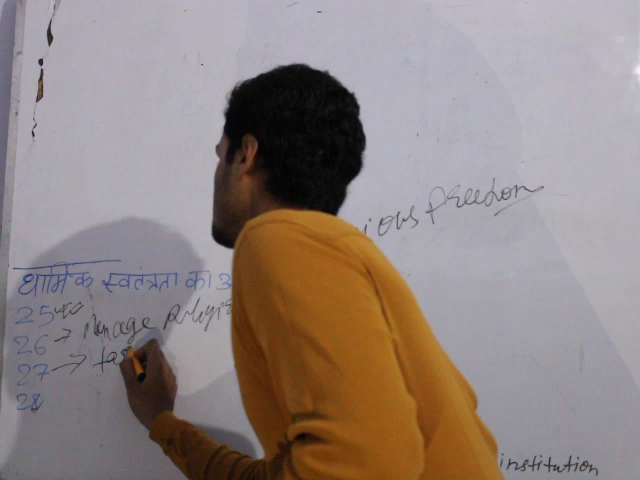 ious freedom
धार्मिक स्वतंत्रता का अ
25
26 → Manage Religi
27 → ta
28
institution